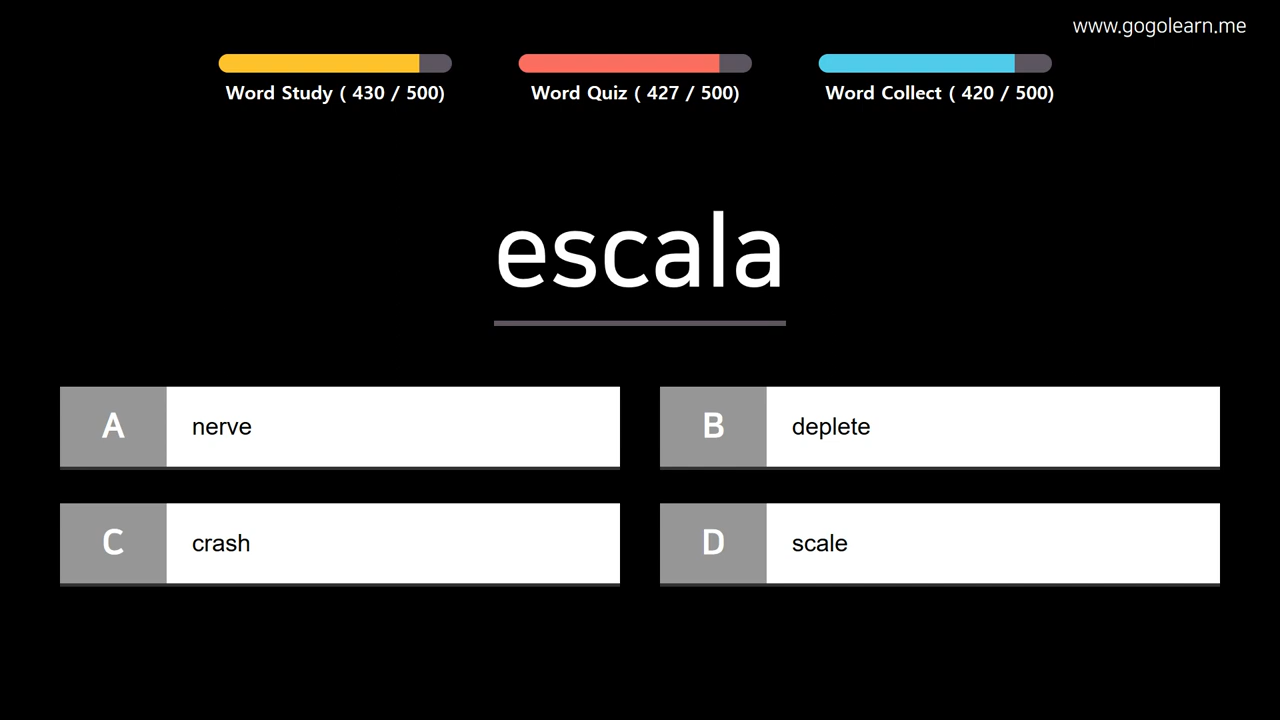 www.gogolearn.me
Word Study ( 430 / 500)
Word Quiz ( 427 / 500)
Word Collect ( 420 / 500)
escala
A nerve
B deplete
C crash
D scale